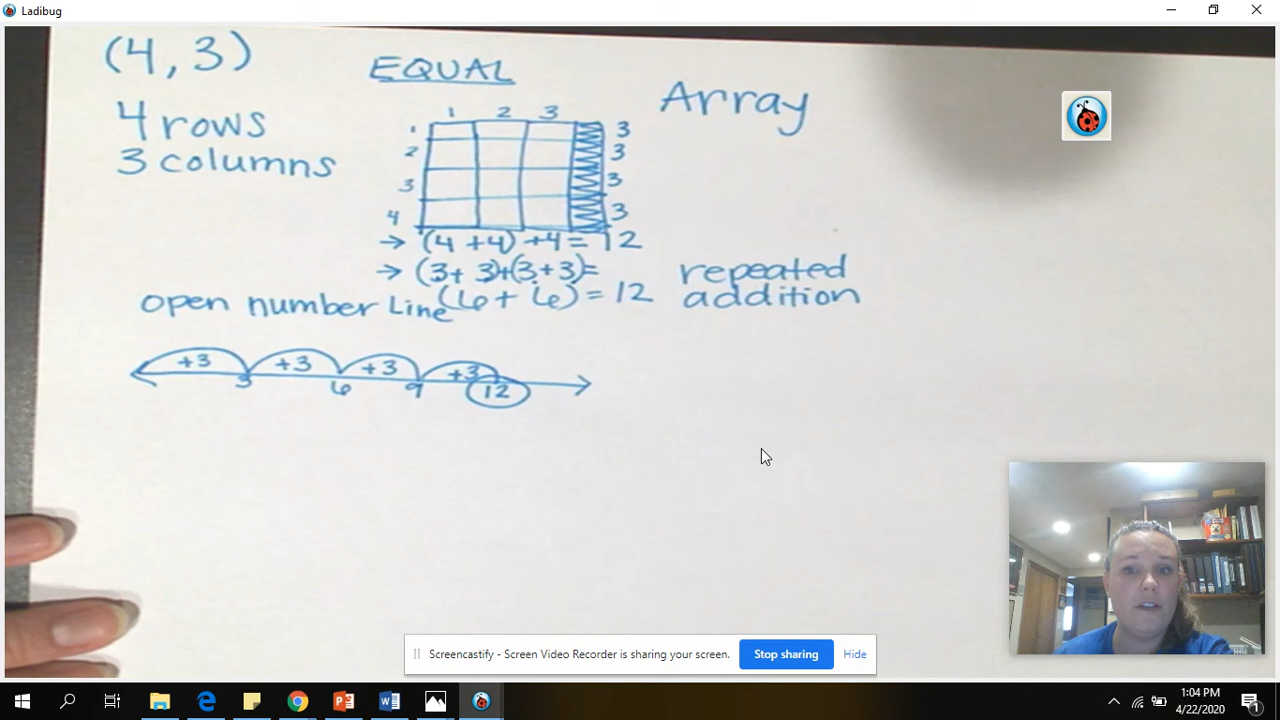 Ladibug
(4, 3)
EQUAL
Array
4 rows
3 columns
1 2 3
1 3
2 3
3 3
4 3
→ (4 + 4) + 4 = 12
→ (3 + 3) + (3 + 3) =
(6 + 6) = 12
repeated
addition
open number Line
+3 +3 +3 +3
3 6 9 12
Screencastify - Screen Video Recorder is sharing your screen. Stop sharing Hide
1:04 PM
4/22/2020